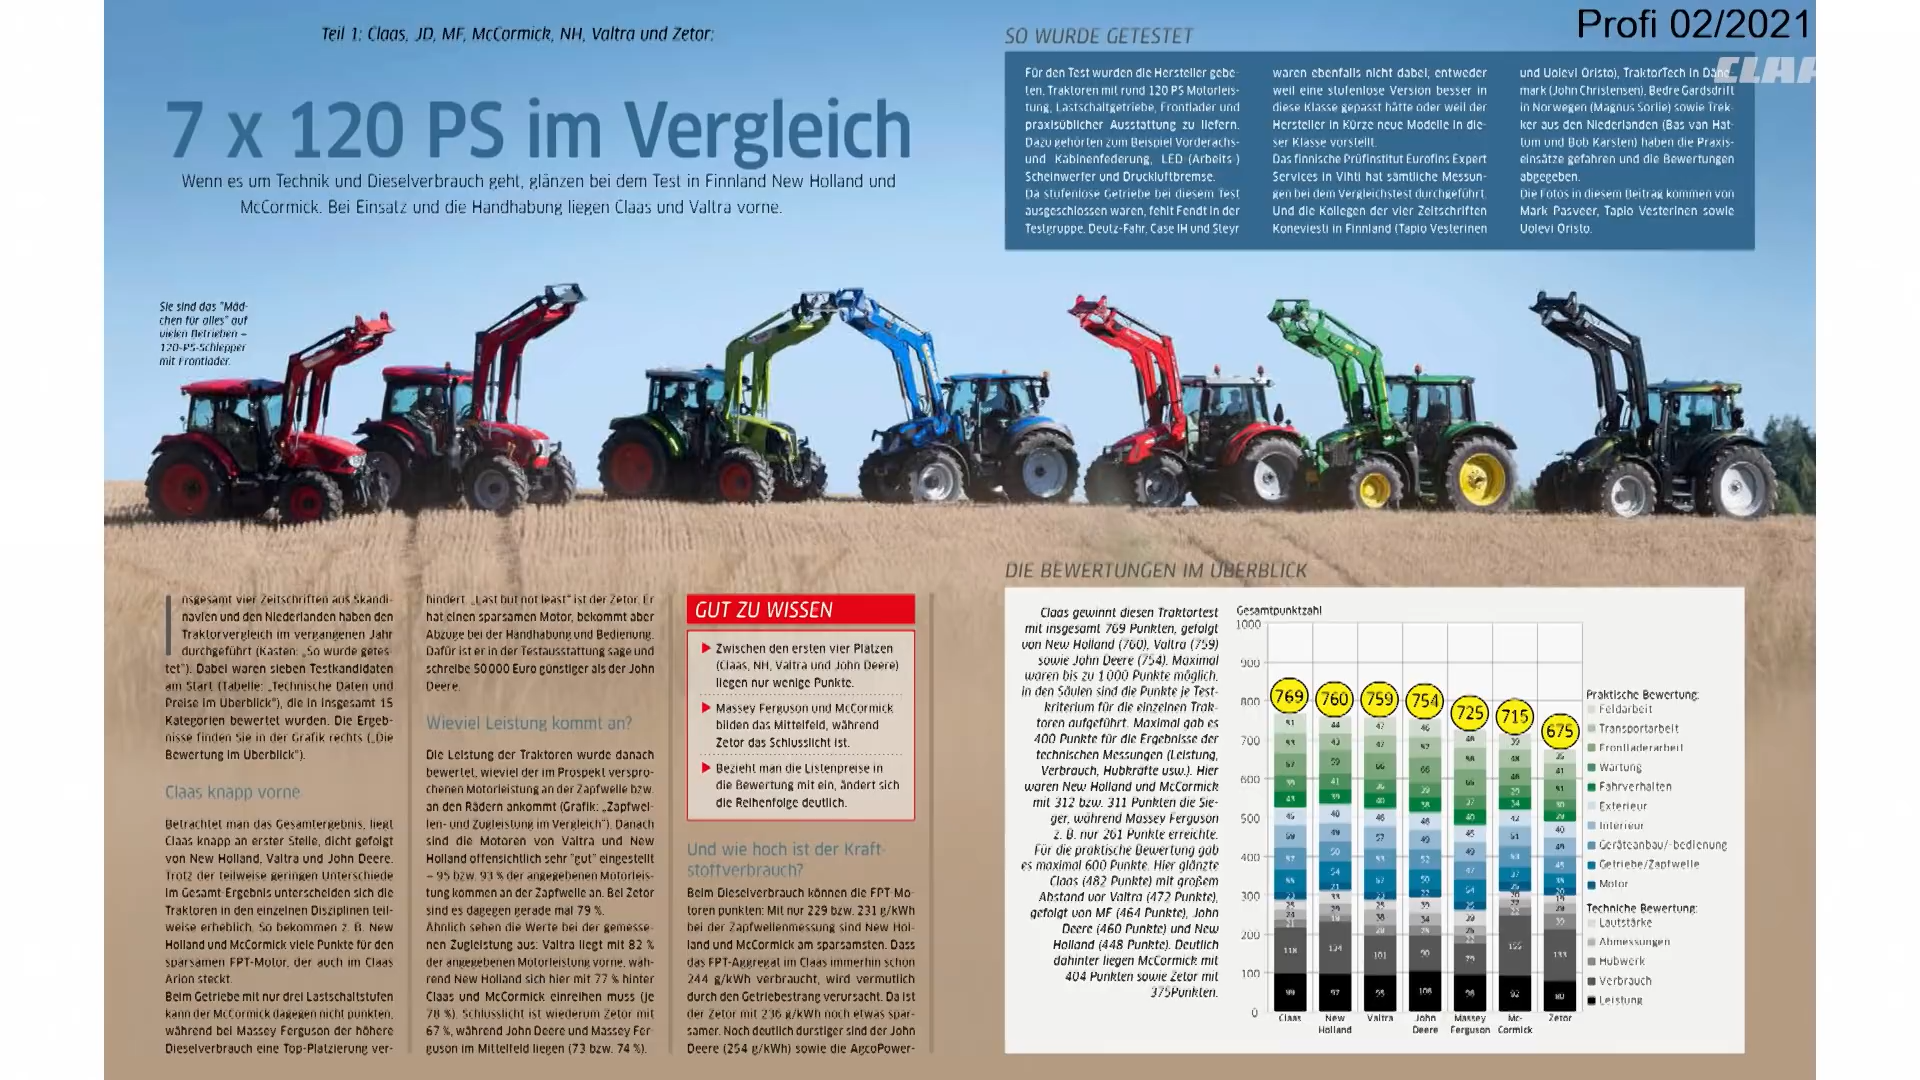 Teil 1: Claas, JD, MF, McCormick, NH, Valtra und Zetor:
7 x 120 PS im Vergleich
Wenn es um Technik und Dieselverbrauch geht, glänzen bei dem Test in Finnland New Holland und
McCormick. Bei Einsatz und die Handhabung liegen Claas und Valtra vorne.
Profi 02/2021
SO WURDE GETESTET
Für den Test wurden die Hersteller gebe-
ten, Traktoren mit rund 120 PS Motorleis-
tung, Lastschaltgetriebe, Frontlader und
praxisüblicher Ausstattung zu liefern.
Dazu gehörten zum Beispiel Vorderachs-
und Kabinenfederung, LED-(Arbeits-)
Scheinwerfer und Druckluftbremse.
Da stufenlose Getriebe bei diesem Test
ausgeschlossen waren, fehlt Fendt in der
Testgruppe. Deutz-Fahr, Case IH und Steyr
waren ebenfalls nicht dabei, entweder
weil eine stufenlose Version besser in
diese Klasse gepasst hätte oder weil der
Hersteller in Kürze neue Modelle in die-
ser Klasse vorstellt.
Das finnische Prüfinstitut Eurofins Expert
Services in Vihti hat sämtliche Messun-
gen bei dem Vergleichstest durchgeführt.
Und die Kollegen der vier Zeitschriften
Koneviesti in Finnland (Tapio Vesterinen
und Uolevi Oristo), TraktorTech in Däne-
mark (John Christensen), Bedre Gardsdrift
in Norwegen (Magnus Sorlie) sowie Trek-
ker aus den Niederlanden (Bas van Hat-
tum und Bob Karsten) haben die Praxis-
einsätze gefahren und die Bewertungen
abgegeben.
Die Fotos in diesem Beitrag kommen von
Mark Pasveer, Tapio Vesterinen sowie
Uolevi Oristo.
Sie sind das "Mäd-
chen für alles" auf
vielen Betrieben –
120-PS-Schlepper
mit Frontlader.
Insgesamt vier Zeitschriften aus Skandi-
navien und den Niederlanden haben den
Traktorvergleich im vergangenen Jahr
durchgeführt (Kasten: „So wurde getes-
tet"). Dabei waren sieben Testkandidaten
am Start (Tabelle: „Technische Daten und
Preise im Überblick"), die in insgesamt 15
Kategorien bewertet wurden. Die Ergeb-
nisse finden Sie in der Grafik rechts („Die
Bewertung im Überblick").
Claas knapp vorne
Betrachtet man das Gesamtergebnis, liegt
Claas knapp an erster Stelle, dicht gefolgt
von New Holland, Valtra und John Deere.
Trotz der teilweise geringen Unterschiede
im Gesamt-Ergebnis unterscheiden sich die
Traktoren in den einzelnen Disziplinen teil-
weise erheblich. So bekommen z. B. New
Holland und McCormick viele Punkte für den
sparsamen FPT-Motor, der auch im Claas
Arion steckt.
Beim Getriebe mit nur drei Lastschaltstufen
kann der McCormick dagegen nicht punkten,
während bei Massey Ferguson der höhere
Dieselverbrauch eine Top-Platzierung ver-
hindert. „Last but not least" ist der Zetor. Er
hat einen sparsamen Motor, bekommt aber
Abzüge bei der Handhabung und Bedienung.
Dafür ist er in der Testausstattung sage und
schreibe 50000 Euro günstiger als der John
Deere.
Wieviel Leistung kommt an?
Die Leistung der Traktoren wurde danach
bewertet, wieviel der im Prospekt verspro-
chenen Motorleistung an der Zapfwelle bzw.
an den Rädern ankommt (Grafik: „Zapfwel-
len- und Zugleistung im Vergleich"). Danach
sind die Motoren von Valtra und New
Holland offensichtlich sehr "gut" eingestellt
– 95 bzw. 93 % der angegebenen Motorleis-
tung kommen an der Zapfwelle an. Bei Zetor
sind es dagegen gerade mal 79 %.
Ähnlich sehen die Werte bei der gemesse-
nen Zugleistung aus: Valtra liegt mit 82 %
der angegebenen Motorleistung vorne, wäh-
rend New Holland sich hier mit 77 % hinter
Claas und McCormick einreihen muss (je
78 %). Schlusslicht ist wiederum Zetor mit
67 %, während John Deere und Massey Fer-
guson im Mittelfeld liegen (73 bzw. 74 %).
GUT ZU WISSEN
Zwischen den ersten vier Plätzen
(Claas, NH, Valtra und John Deere)
liegen nur wenige Punkte.
Massey Ferguson und McCormick
bilden das Mittelfeld, während
Zetor das Schlusslicht ist.
Bezieht man die Listenpreise in
die Bewertung mit ein, ändert sich
die Reihenfolge deutlich.
Und wie hoch ist der Kraft-
stoffverbrauch?
Beim Dieselverbrauch können die FPT-Mo-
toren punkten: Mit nur 229 bzw. 231 g/kWh
bei der Zapfwellenmessung sind New Hol-
land und McCormick am sparsamsten. Dass
das FPT-Aggregat im Claas immerhin schon
244 g/kWh verbraucht, wird vermutlich
durch den Getriebestrang verursacht. Da ist
der Zetor mit 236 g/kWh noch etwas spar-
samer. Noch deutlich durstiger sind der John
Deere (254 g/kWh) sowie die AgcoPower-
DIE BEWERTUNGEN IM ÜBERBLICK
Claas gewinnt diesen Traktortest
mit insgesamt 769 Punkten, gefolgt
von New Holland (760), Valtra (759)
sowie John Deere (754). Maximal
waren bis zu 1000 Punkte möglich.
In den Säulen sind die Punkte je Test-
kriterium für die einzelnen Trak-
toren aufgeführt. Maximal gab es
400 Punkte für die Ergebnisse der
technischen Messungen (Leistung,
Verbrauch, Hubkräfte usw.). Hier
waren New Holland und McCormick
mit 312 bzw. 311 Punkten die Sie-
ger, während Massey Ferguson
z. B. nur 261 Punkte erreichte.
Für die praktische Bewertung gab
es maximal 600 Punkte. Hier glänzte
Claas (482 Punkte) mit großem
Abstand vor Valtra (472 Punkte),
gefolgt von MF (464 Punkte), John
Deere (460 Punkte) und New
Holland (448 Punkte). Deutlich
dahinter liegen McCormick mit
404 Punkten sowie Zetor mit
375Punkten.
Gesamtpunktzahl
1000
900
800
700
600
500
400
300
200
100
0
769 760 759 754 725 715 675
Claas
New Holland
Valtra
John Deere
Massey Ferguson
Mc-Cormick
Zetor
Praktische Bewertung:
Feldarbeit
Transportarbeit
Frontladerarbeit
Wartung
Fahrverhalten
Exterieur
Interieur
Geräteanbau/-bedienung
Getriebe/Zapfwelle
Motor
Techniche Bewertung:
Lautstärke
Abmessungen
Hubwerk
Verbrauch
Leistung